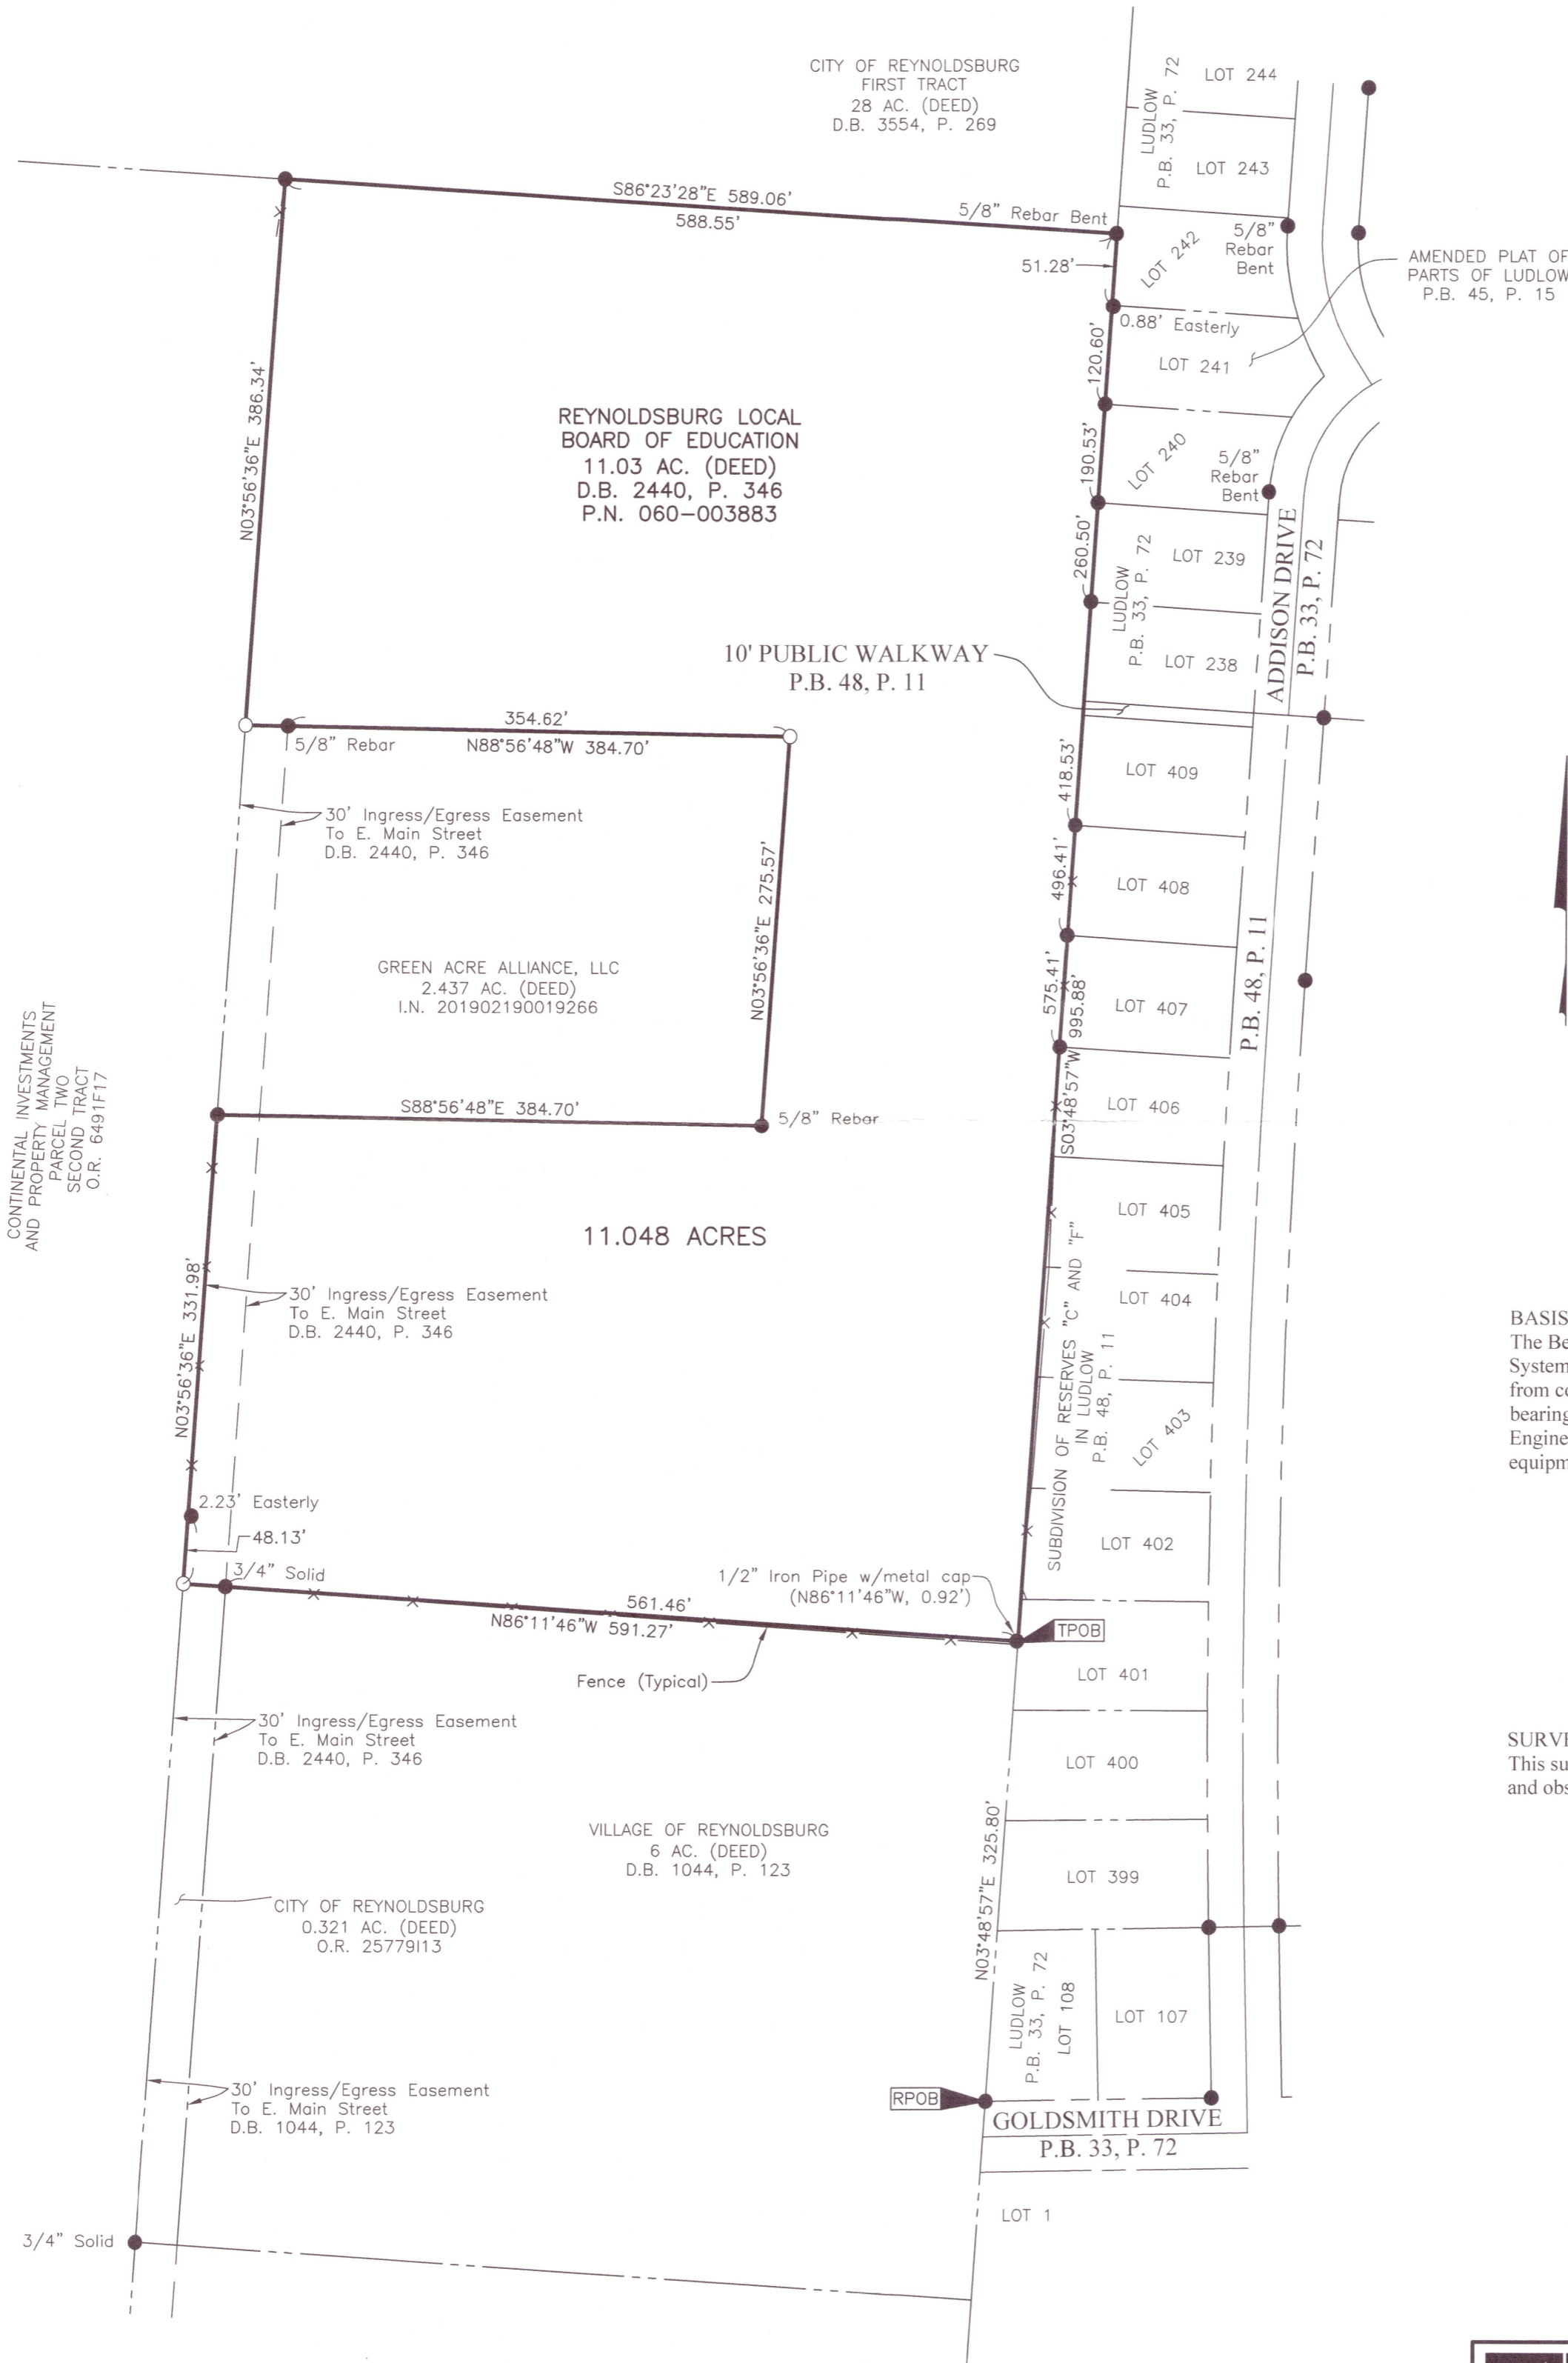 CITY OF REYNOLDSBURG
FIRST TRACT
28 AC. (DEED)
D.B. 3554, P. 269
LUDLOW
P.B. 33, P. 72
LOT 244
LOT 243
S86°23'28"E 589.06'
588.55'
5/8" Rebar Bent
51.28'
LOT 242
5/8"
Rebar
Bent
AMENDED PLAT OF
PARTS OF LUDLOW
P.B. 45, P. 15
0.88' Easterly
LOT 241
120.60'
N03°56'36"E 386.34'
REYNOLDSBURG LOCAL
BOARD OF EDUCATION
11.03 AC. (DEED)
D.B. 2440, P. 346
P.N. 060-003883
190.53'
LOT 240
5/8"
Rebar
Bent
260.50'
LUDLOW
P.B. 33, P. 72
LOT 239
ADDISON DRIVE
P.B. 33, P. 72
LOT 238
10' PUBLIC WALKWAY
P.B. 48, P. 11
354.62'
5/8" Rebar
N88°56'48"W 384.70'
418.53'
LOT 409
30' Ingress/Egress Easement
To E. Main Street
D.B. 2440, P. 346
496.41'
LOT 408
N03°56'36"E 275.57'
GREEN ACRE ALLIANCE, LLC
2.437 AC. (DEED)
I.N. 201902190019266
575.41'
S03°48'57"W 995.88'
LOT 407
P.B. 48, P. 11
CONTINENTAL INVESTMENTS
AND PROPERTY MANAGEMENT
PARCEL TWO
SECOND TRACT
O.R. 6491F17
S88°56'48"E 384.70'
5/8" Rebar
LOT 406
11.048 ACRES
LOT 405
N03°56'36"E 331.98'
30' Ingress/Egress Easement
To E. Main Street
D.B. 2440, P. 346
SUBDIVISION OF RESERVES "C" AND "F"
IN LUDLOW
P.B. 48, P. 11
LOT 404
BASIS
The Be
System
from co
bearing
Engine
equipm
LOT 403
2.23' Easterly
48.13'
LOT 402
3/4" Solid
1/2" Iron Pipe w/metal cap
(N86°11'46"W, 0.92')
561.46'
N86°11'46"W 591.27'
TPOB
Fence (Typical)
LOT 401
30' Ingress/Egress Easement
To E. Main Street
D.B. 2440, P. 346
LOT 400
SURVE
This su
and obs
N03°48'57"E 325.80'
VILLAGE OF REYNOLDSBURG
6 AC. (DEED)
D.B. 1044, P. 123
LOT 399
CITY OF REYNOLDSBURG
0.321 AC. (DEED)
O.R. 25779I13
LUDLOW
P.B. 33, P. 72
LOT 108
LOT 107
30' Ingress/Egress Easement
To E. Main Street
D.B. 1044, P. 123
RPOB
GOLDSMITH DRIVE
P.B. 33, P. 72
LOT 1
3/4" Solid